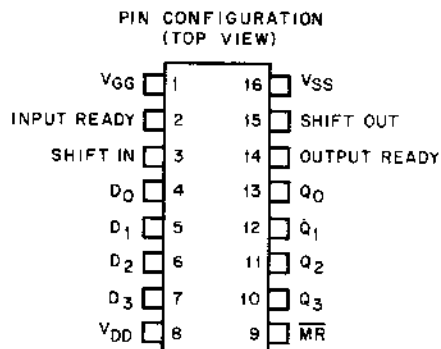 PIN CONFIGURATION
(TOP VIEW)
VGG 1 16 VSS
INPUT READY 2 15 SHIFT OUT
SHIFT IN 3 14 OUTPUT READY
D0 4 13 Q0
D1 5 12 Q1
D2 6 11 Q2
D3 7 10 Q3
VDD 8 9 M̅R̅